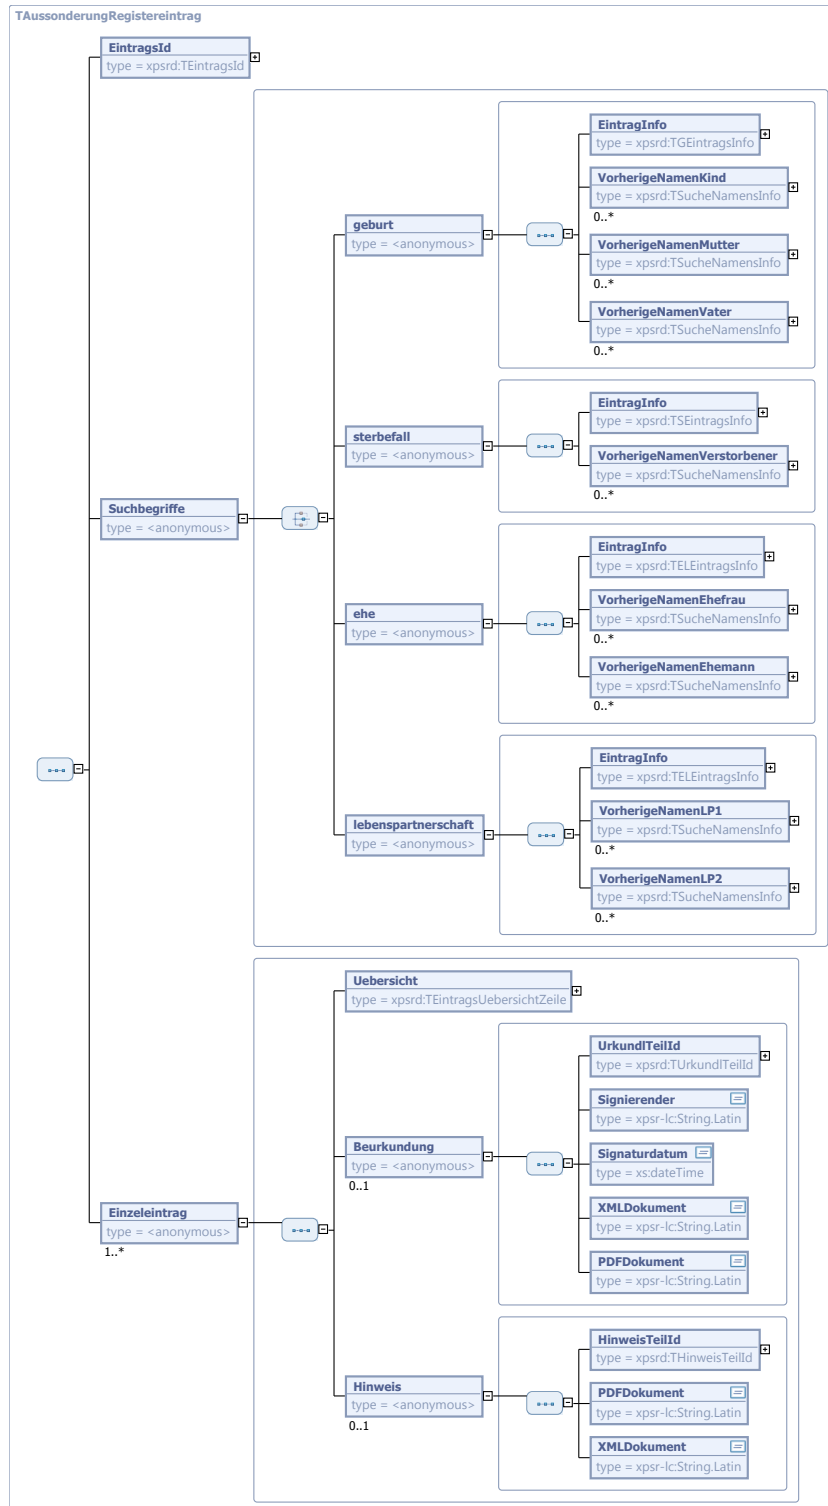 TAussonderungRegistereintrag
EintragsId
type = xpsrd:TEintragsId
Suchbegriffe
type = <anonymous>
geburt
type = <anonymous>
EintragInfo
type = xpsrd:TGEintragsInfo
VorherigeNamenKind
type = xpsrd:TSucheNamensInfo
0..*
VorherigeNamenMutter
type = xpsrd:TSucheNamensInfo
0..*
VorherigeNamenVater
type = xpsrd:TSucheNamensInfo
0..*
sterbefall
type = <anonymous>
EintragInfo
type = xpsrd:TSEintragsInfo
VorherigeNamenVerstorbener
type = xpsrd:TSucheNamensInfo
0..*
ehe
type = <anonymous>
EintragInfo
type = xpsrd:TELEintragsInfo
VorherigeNamenEhefrau
type = xpsrd:TSucheNamensInfo
0..*
VorherigeNamenEhemann
type = xpsrd:TSucheNamensInfo
0..*
lebenspartnerschaft
type = <anonymous>
EintragInfo
type = xpsrd:TELEintragsInfo
VorherigeNamenLP1
type = xpsrd:TSucheNamensInfo
0..*
VorherigeNamenLP2
type = xpsrd:TSucheNamensInfo
0..*
Einzeleintrag
type = <anonymous>
1..*
Uebersicht
type = xpsrd:TEintragsUebersichtZeile
Beurkundung
type = <anonymous>
0..1
UrkundlTeilId
type = xpsrd:TUrkundlTeilId
Signierender
type = xpsr-lc:String.Latin
Signaturdatum
type = xs:dateTime
XMLDokument
type = xpsr-lc:String.Latin
PDFDokument
type = xpsr-lc:String.Latin
Hinweis
type = <anonymous>
0..1
HinweisTeilId
type = xpsrd:THinweisTeilId
PDFDokument
type = xpsr-lc:String.Latin
XMLDokument
type = xpsr-lc:String.Latin